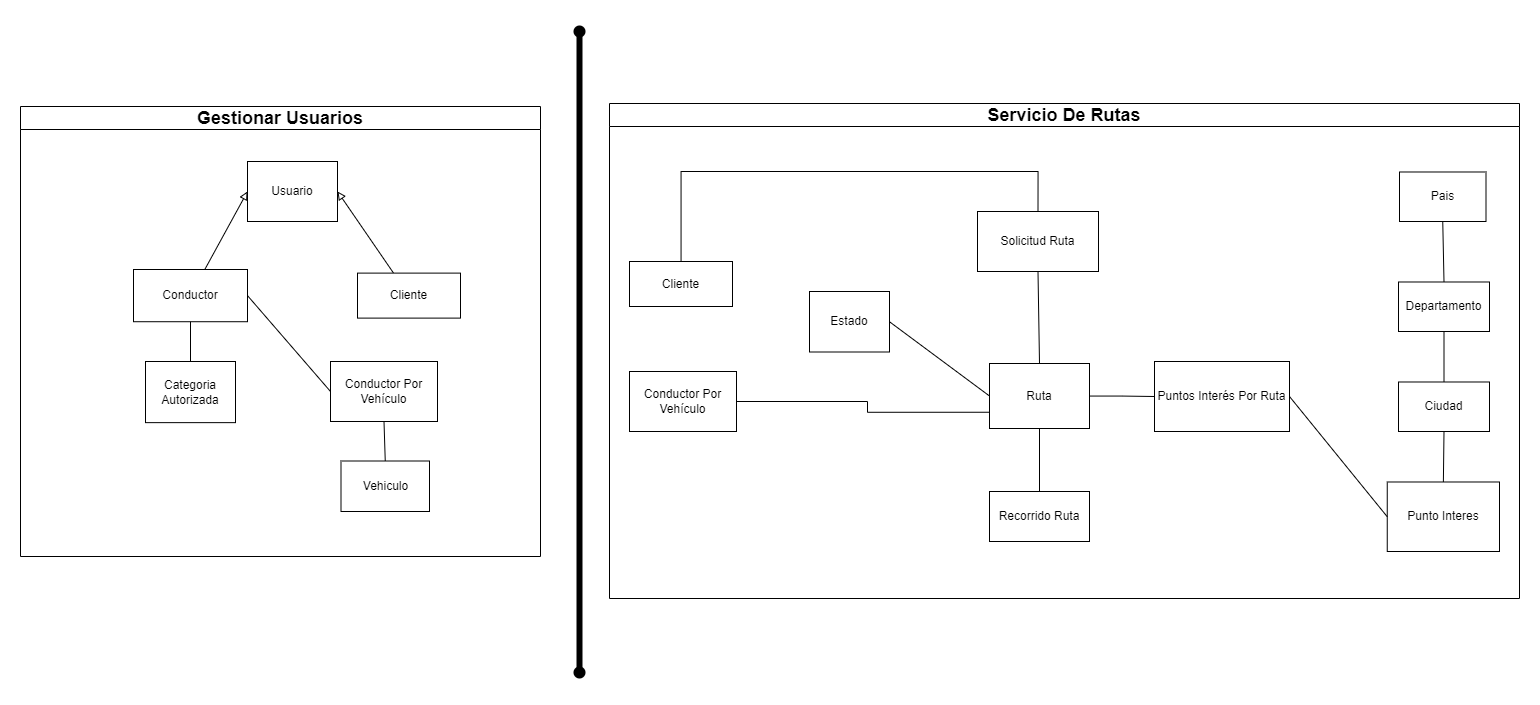 Gestionar Usuarios
Usuario
Conductor
Cliente
Categoria
Autorizada
Conductor Por
Vehículo
Vehiculo
Servicio De Rutas
Pais
Solicitud Ruta
Cliente
Estado
Departamento
Conductor Por
Vehículo
Ruta
Puntos Interés Por Ruta
Ciudad
Recorrido Ruta
Punto Interes